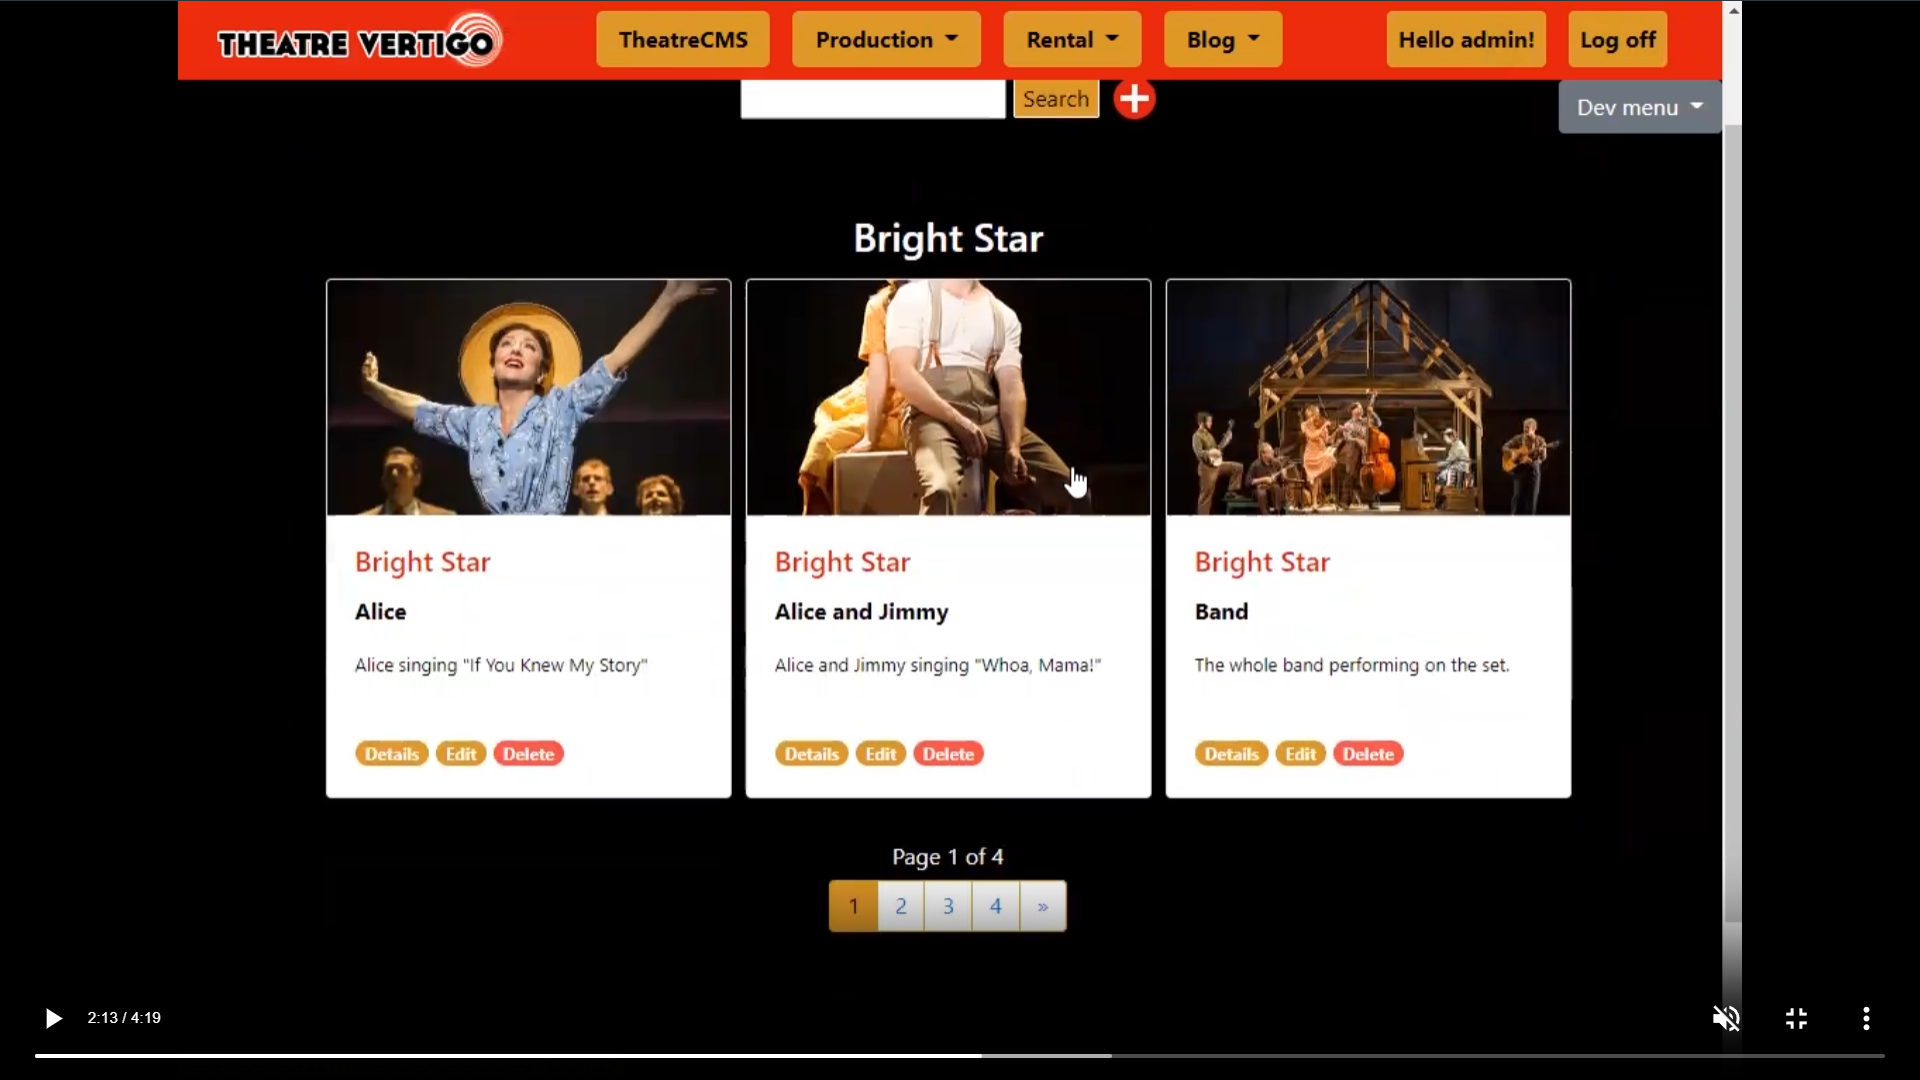 THEATRE VERTIGO
TheatreCMS
Production
Rental
Blog
Hello admin!
Log off
Search
Dev menu
Bright Star
Bright Star
Alice
Alice singing "If You Knew My Story"
Details Edit Delete
Bright Star
Alice and Jimmy
Alice and Jimmy singing "Whoa, Mama!"
Details Edit Delete
Bright Star
Band
The whole band performing on the set.
Details Edit Delete
Page 1 of 4
1 2 3 4 »
2:13 / 4:19